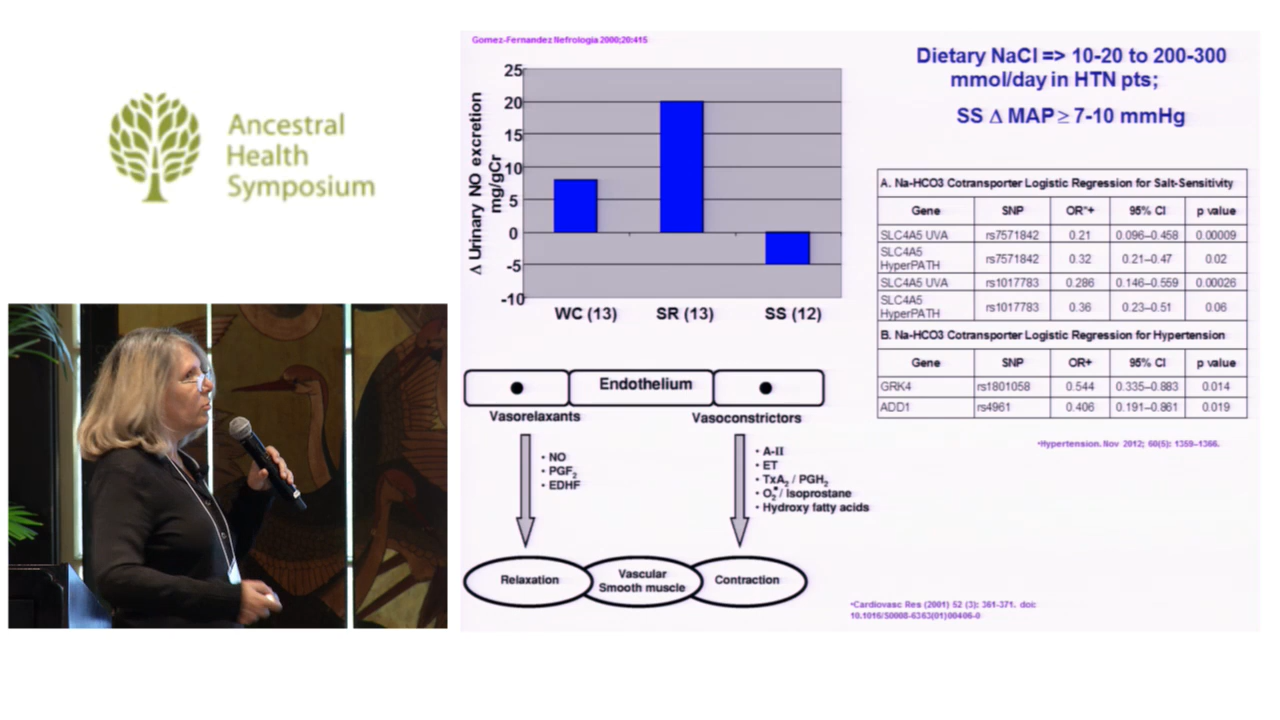 Ancestral
Health
Symposium
Gomez-Fernandez Nefrologia 2000;20:415
Δ Urinary NO excretion
mg/gCr
25
20
15
10
5
0
-5
-10
WC (13)
SR (13)
SS (12)
Dietary NaCl => 10-20 to 200-300
mmol/day in HTN pts;
SS Δ MAP ≥ 7-10 mmHg
A. Na-HCO3 Cotransporter Logistic Regression for Salt-Sensitivity
Gene SNP OR*+ 95% CI p value
SLC4A5 UVA rs7571842 0.21 0.096–0.458 0.00009
SLC4A5
HyperPATH rs7571842 0.32 0.21–0.47 0.02
SLC4A5 UVA rs1017783 0.286 0.146–0.559 0.00026
SLC4A5
HyperPATH rs1017783 0.36 0.23–0.51 0.06
B. Na-HCO3 Cotransporter Logistic Regression for Hypertension
Gene SNP OR+ 95% CI p value
GRK4 rs1801058 0.544 0.335–0.883 0.014
ADD1 rs4961 0.406 0.191–0.861 0.019
•Hypertension. Nov 2012; 60(5): 1359–1366.
Endothelium
Vasorelaxants
Vasoconstrictors
• NO
• PGF2
• EDHF
• A-II
• ET
• TxA2 / PGH2
• O2•/ isoprostane
• Hydroxy fatty acids
Relaxation
Vascular
Smooth muscle
Contraction
•Cardiovasc Res (2001) 52 (3): 361-371. doi:
10.1016/S0008-6363(01)00406-0